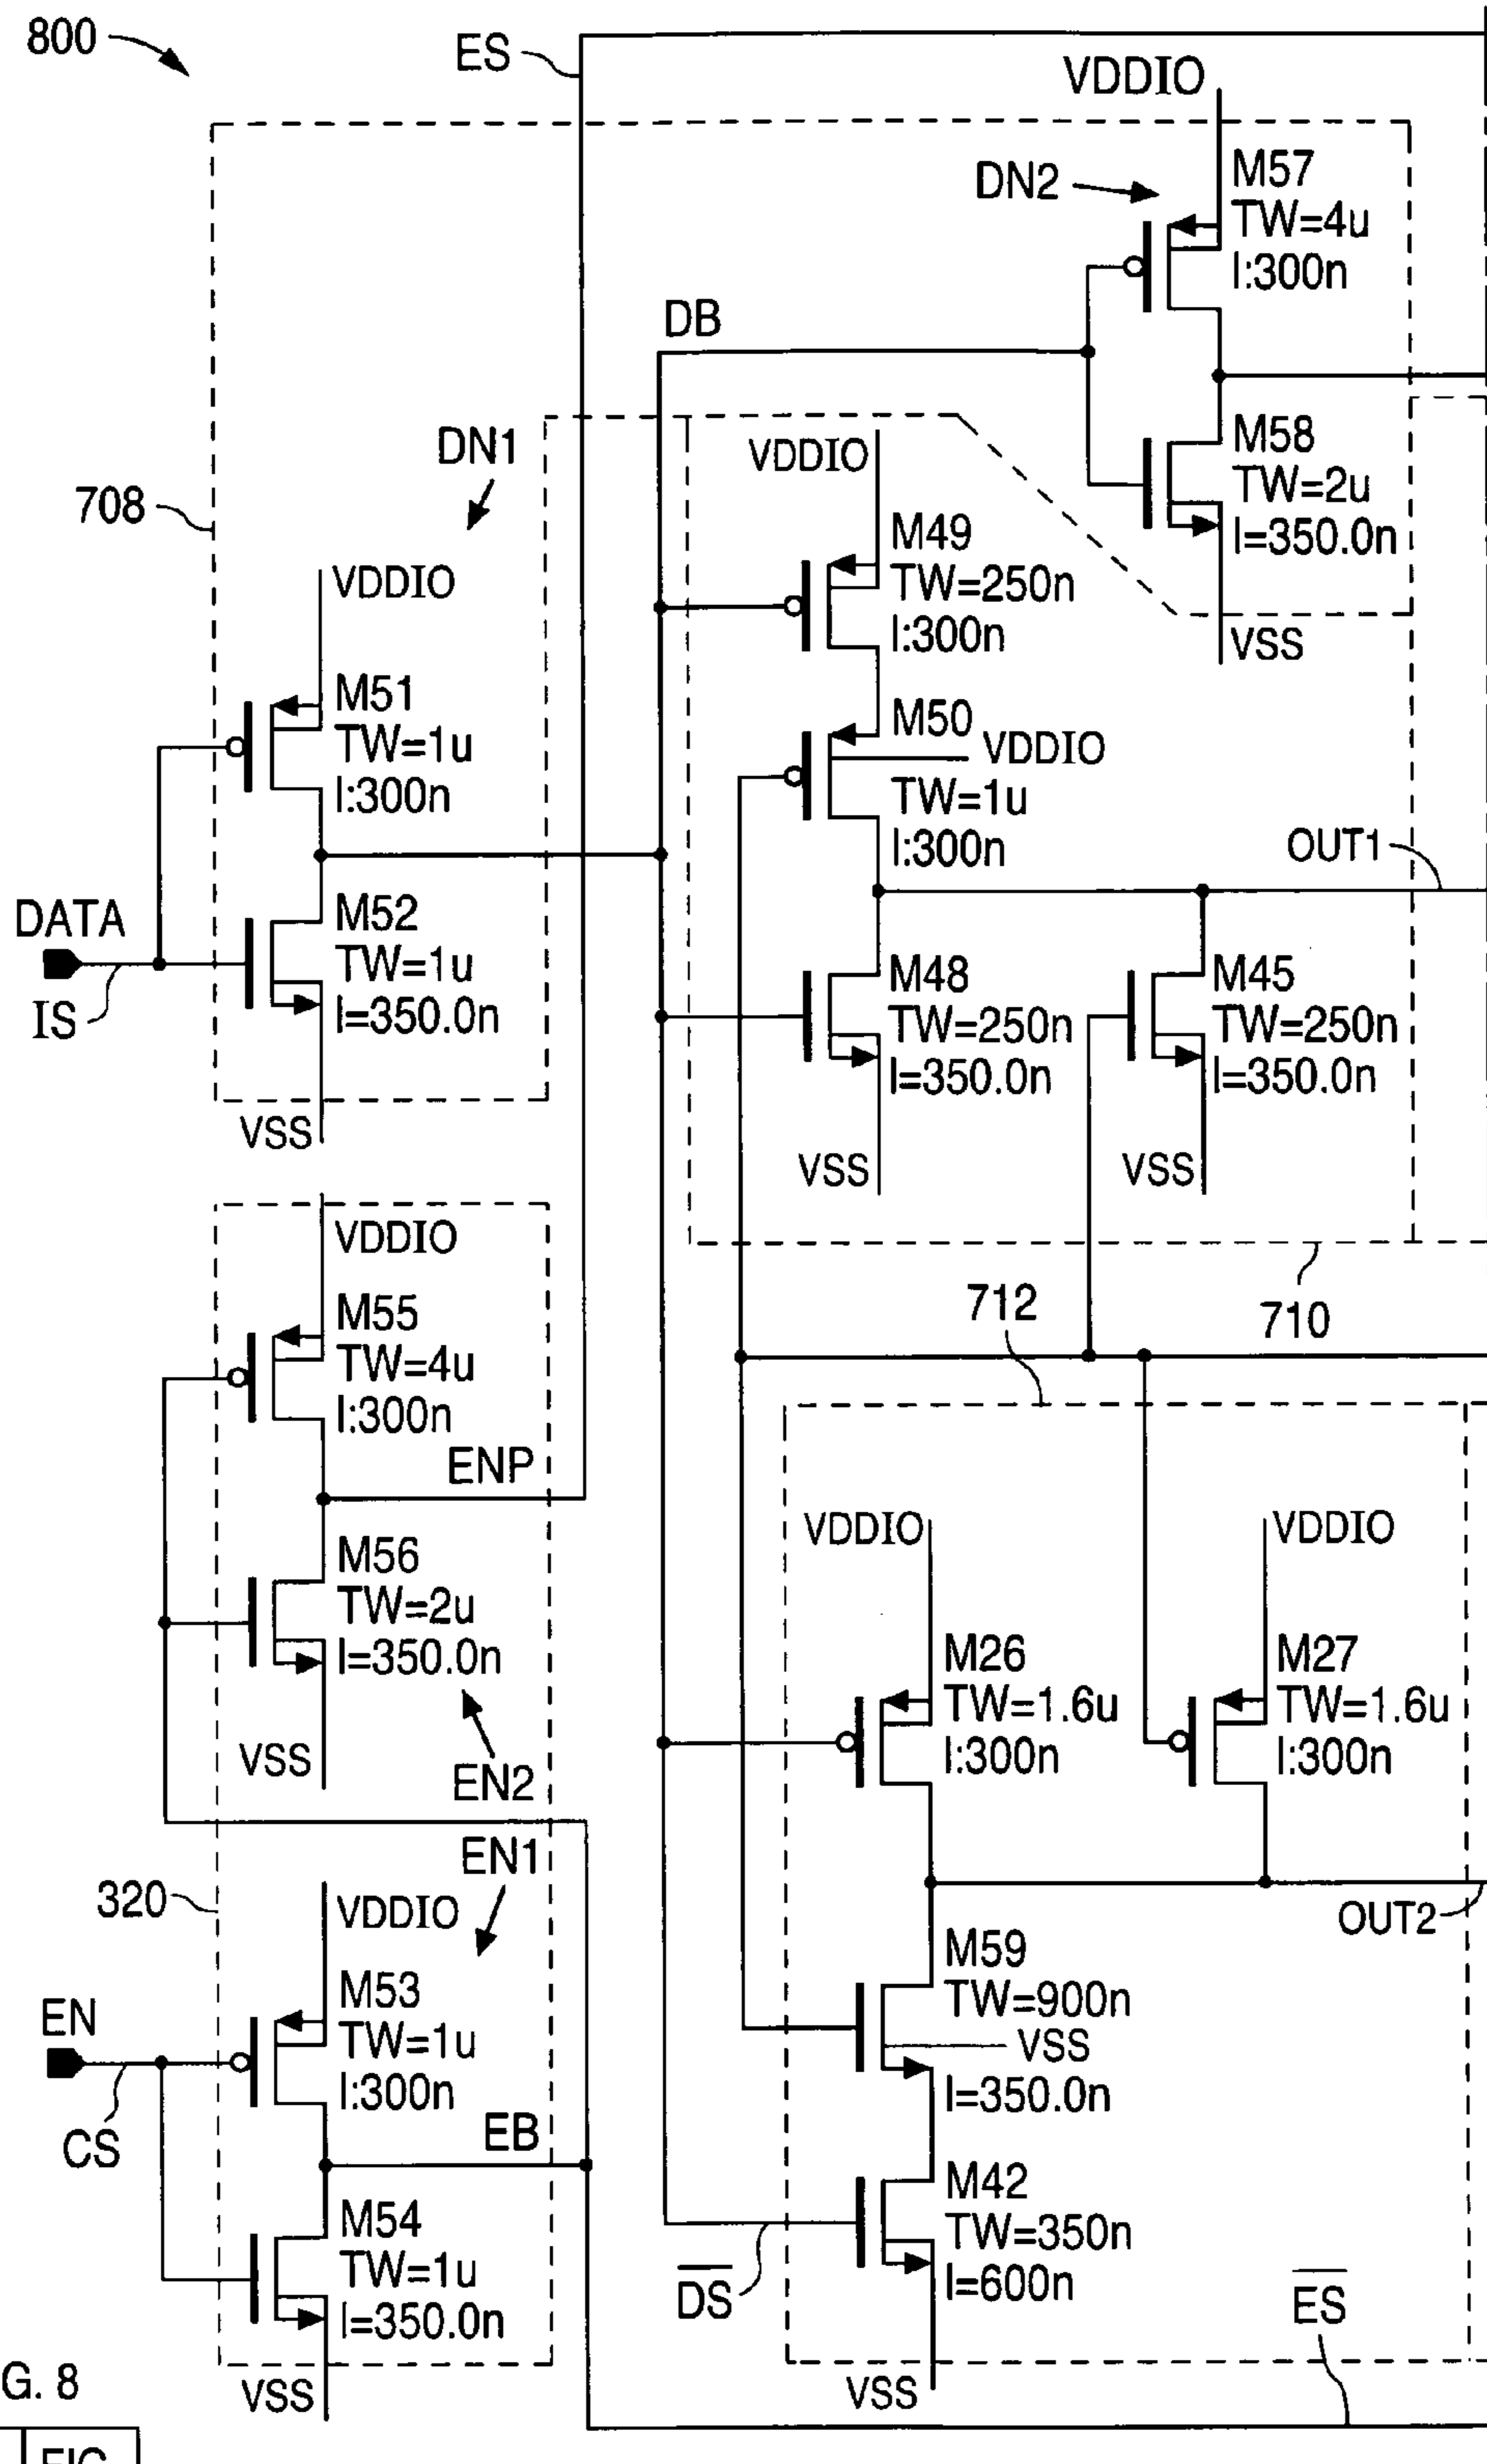 800
ES
VDDIO
DN2
M57
TW=4u
l:300n
DB
DN1
VDDIO
M58
TW=2u
l=350.0n
708
M49
TW=250n
l:300n
VSS
VDDIO
M51
TW=1u
l:300n
M50
VDDIO
TW=1u
l:300n
OUT1
DATA
IS
M52
TW=1u
l=350.0n
M48
TW=250n
l=350.0n
M45
TW=250n
l=350.0n
VSS
VSS
VSS
VDDIO
M55
TW=4u
l:300n
712
710
ENP
M56
TW=2u
l=350.0n
VDDIO
VDDIO
VSS
EN2
M26
TW=1.6u
l:300n
M27
TW=1.6u
l:300n
EN1
320
VDDIO
OUT2
EN
CS
M53
TW=1u
l:300n
M59
TW=900n
VSS
l=350.0n
EB
M54
TW=1u
l=350.0n
M42
TW=350n
l=600n
DS
ES
G. 8
VSS
VSS
FIG.